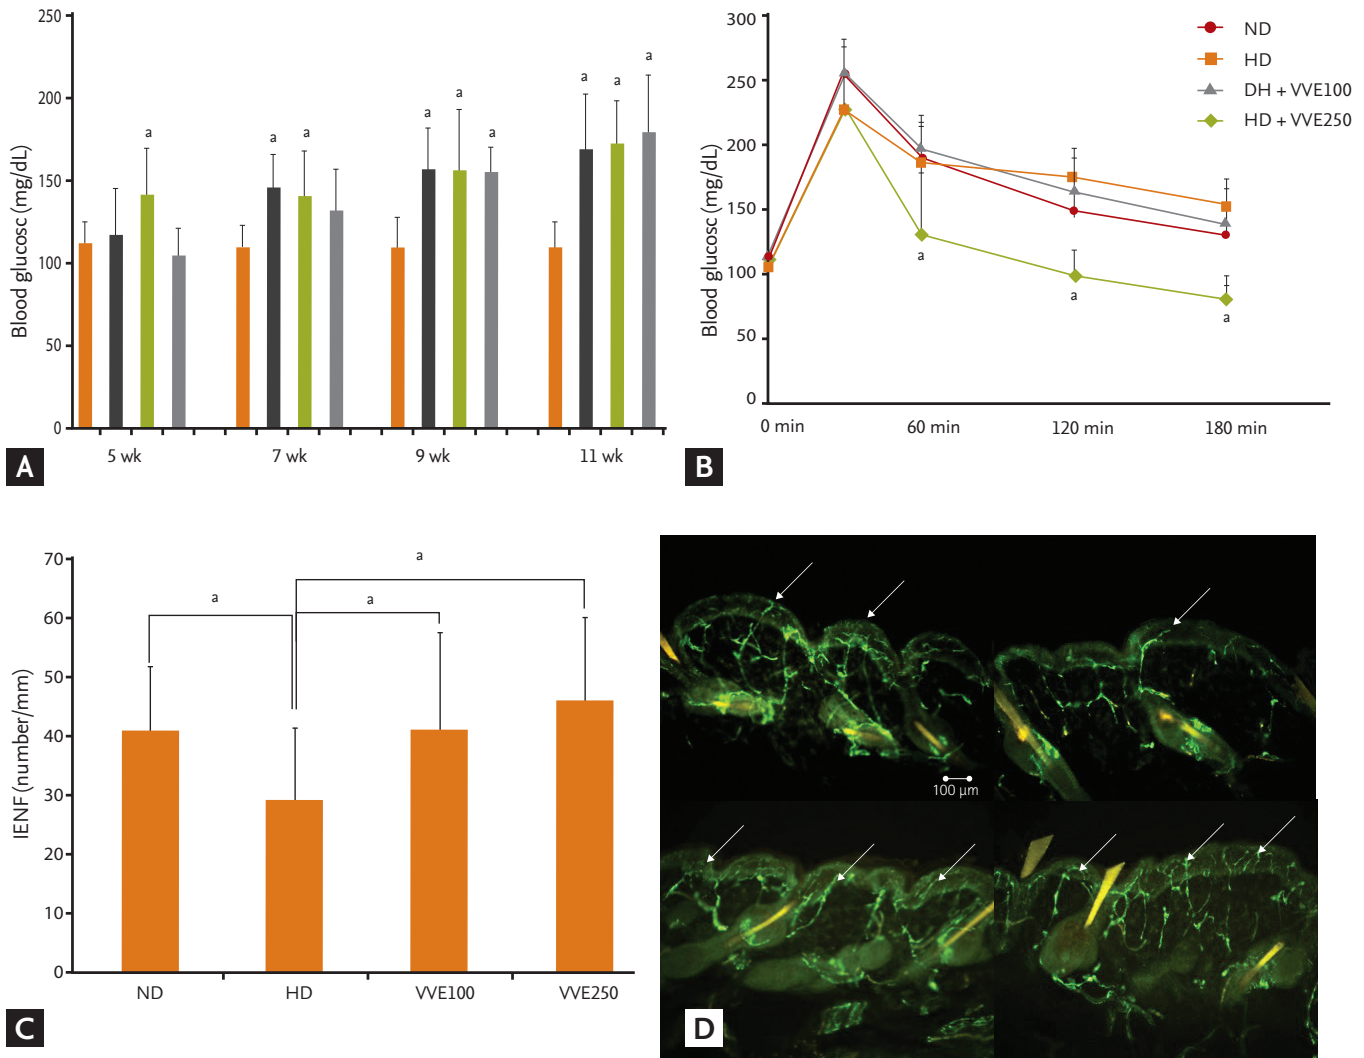 250
200
150
100
50
0
Blood glucosc (mg/dL)
a
a
a
a
a
a
a
a
a
5 wk
7 wk
9 wk
11 wk
A
300
250
200
150
100
50
0
Blood glucosc (mg/dL)
ND
HD
DH + VVE100
HD + VVE250
a
a
a
0 min
60 min
120 min
180 min
B
70
60
50
40
30
20
10
0
IENF (number/mm)
a
a
a
ND
HD
VVE100
VVE250
C
100 μm
D